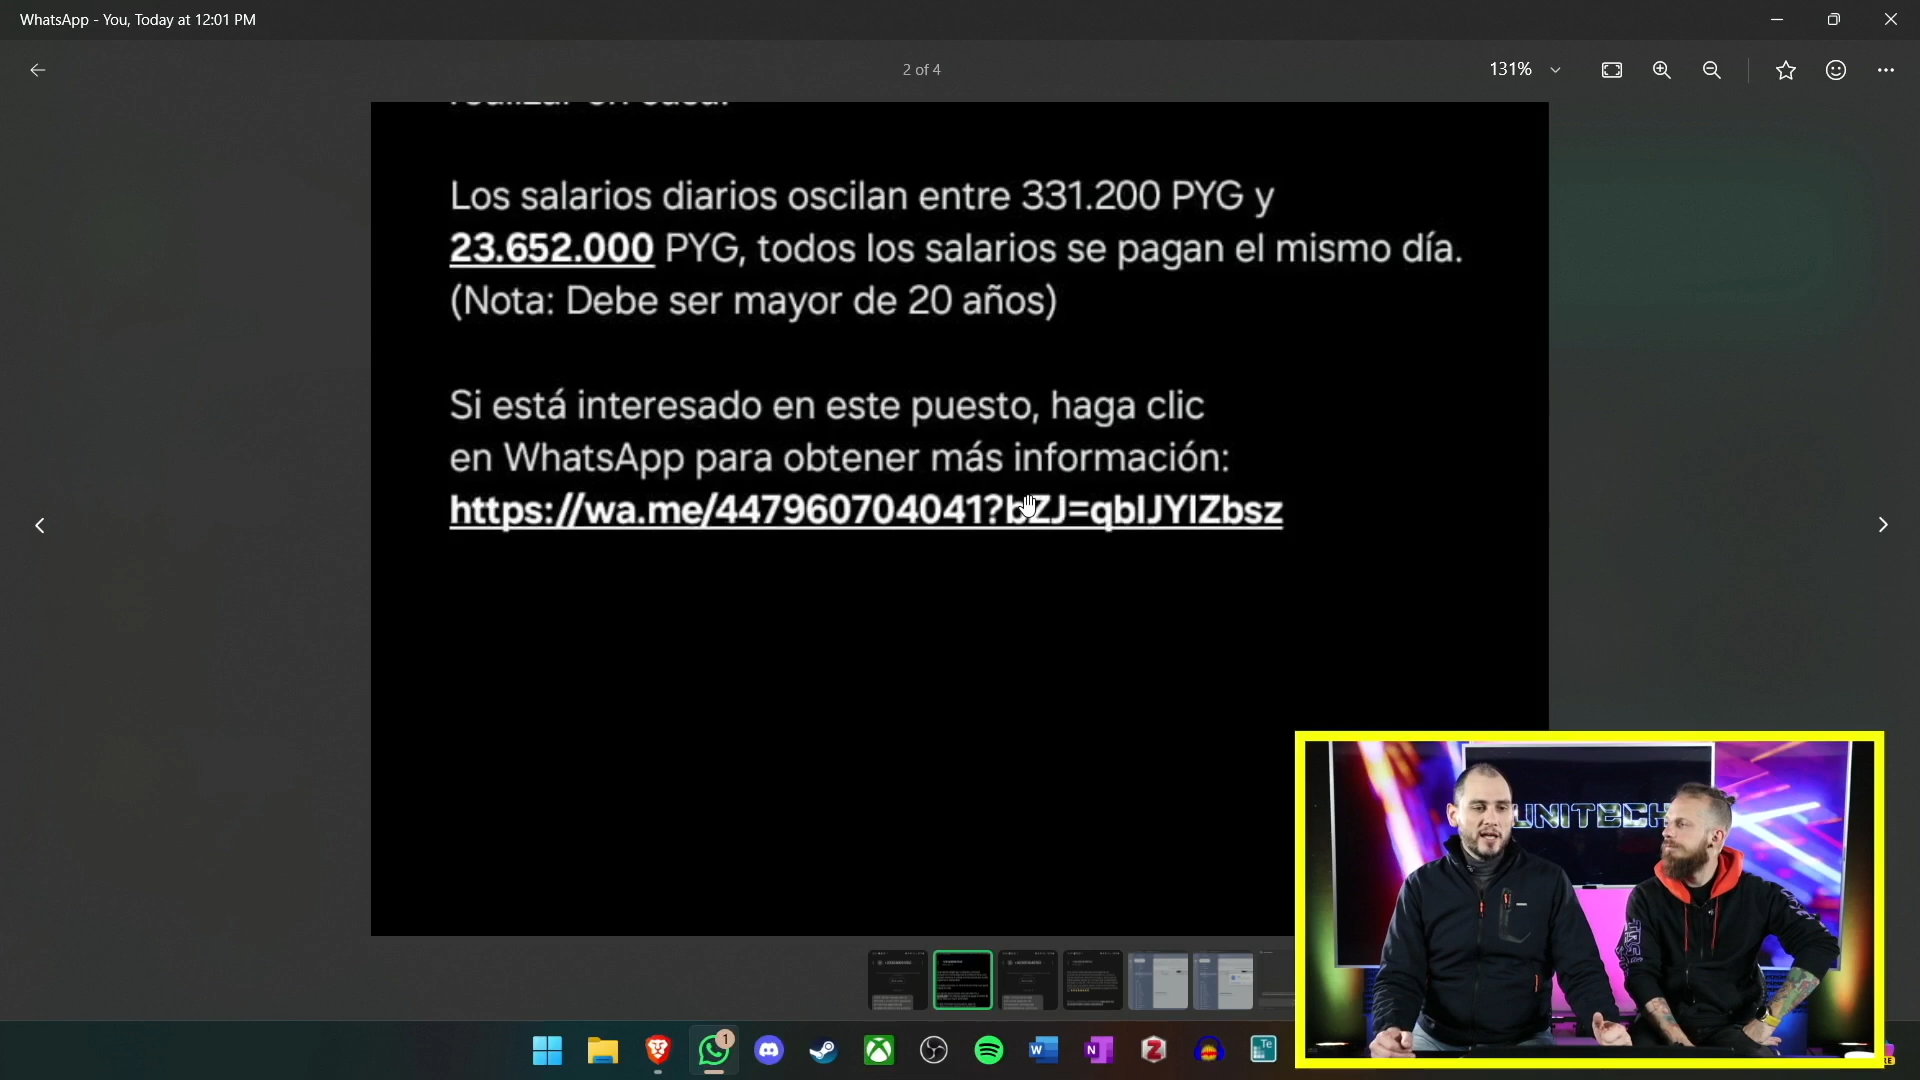 WhatsApp - You, Today at 12:01 PM
2 of 4
131%
Los salarios diarios oscilan entre 331.200 PYG y
23.652.000 PYG, todos los salarios se pagan el mismo día.
(Nota: Debe ser mayor de 20 años)
Si está interesado en este puesto, haga clic
en WhatsApp para obtener más información:
https://wa.me/447960704041?bZJ=qblJYlZbsz
UNITECH
1
W
N
Z
Te